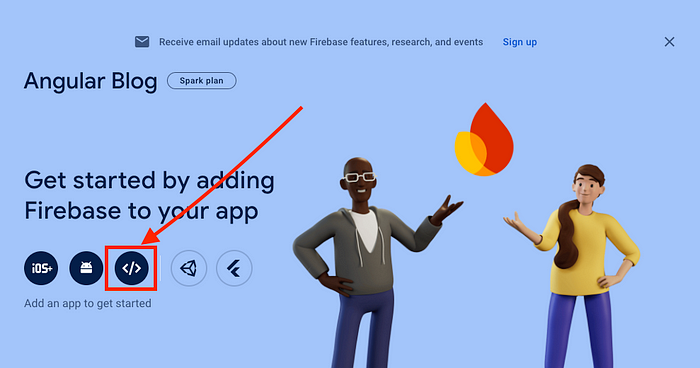 Receive email updates about new Firebase features, research, and events Sign up
Angular Blog Spark plan
Get started by adding
Firebase to your app
iOS+ </>
Add an app to get started